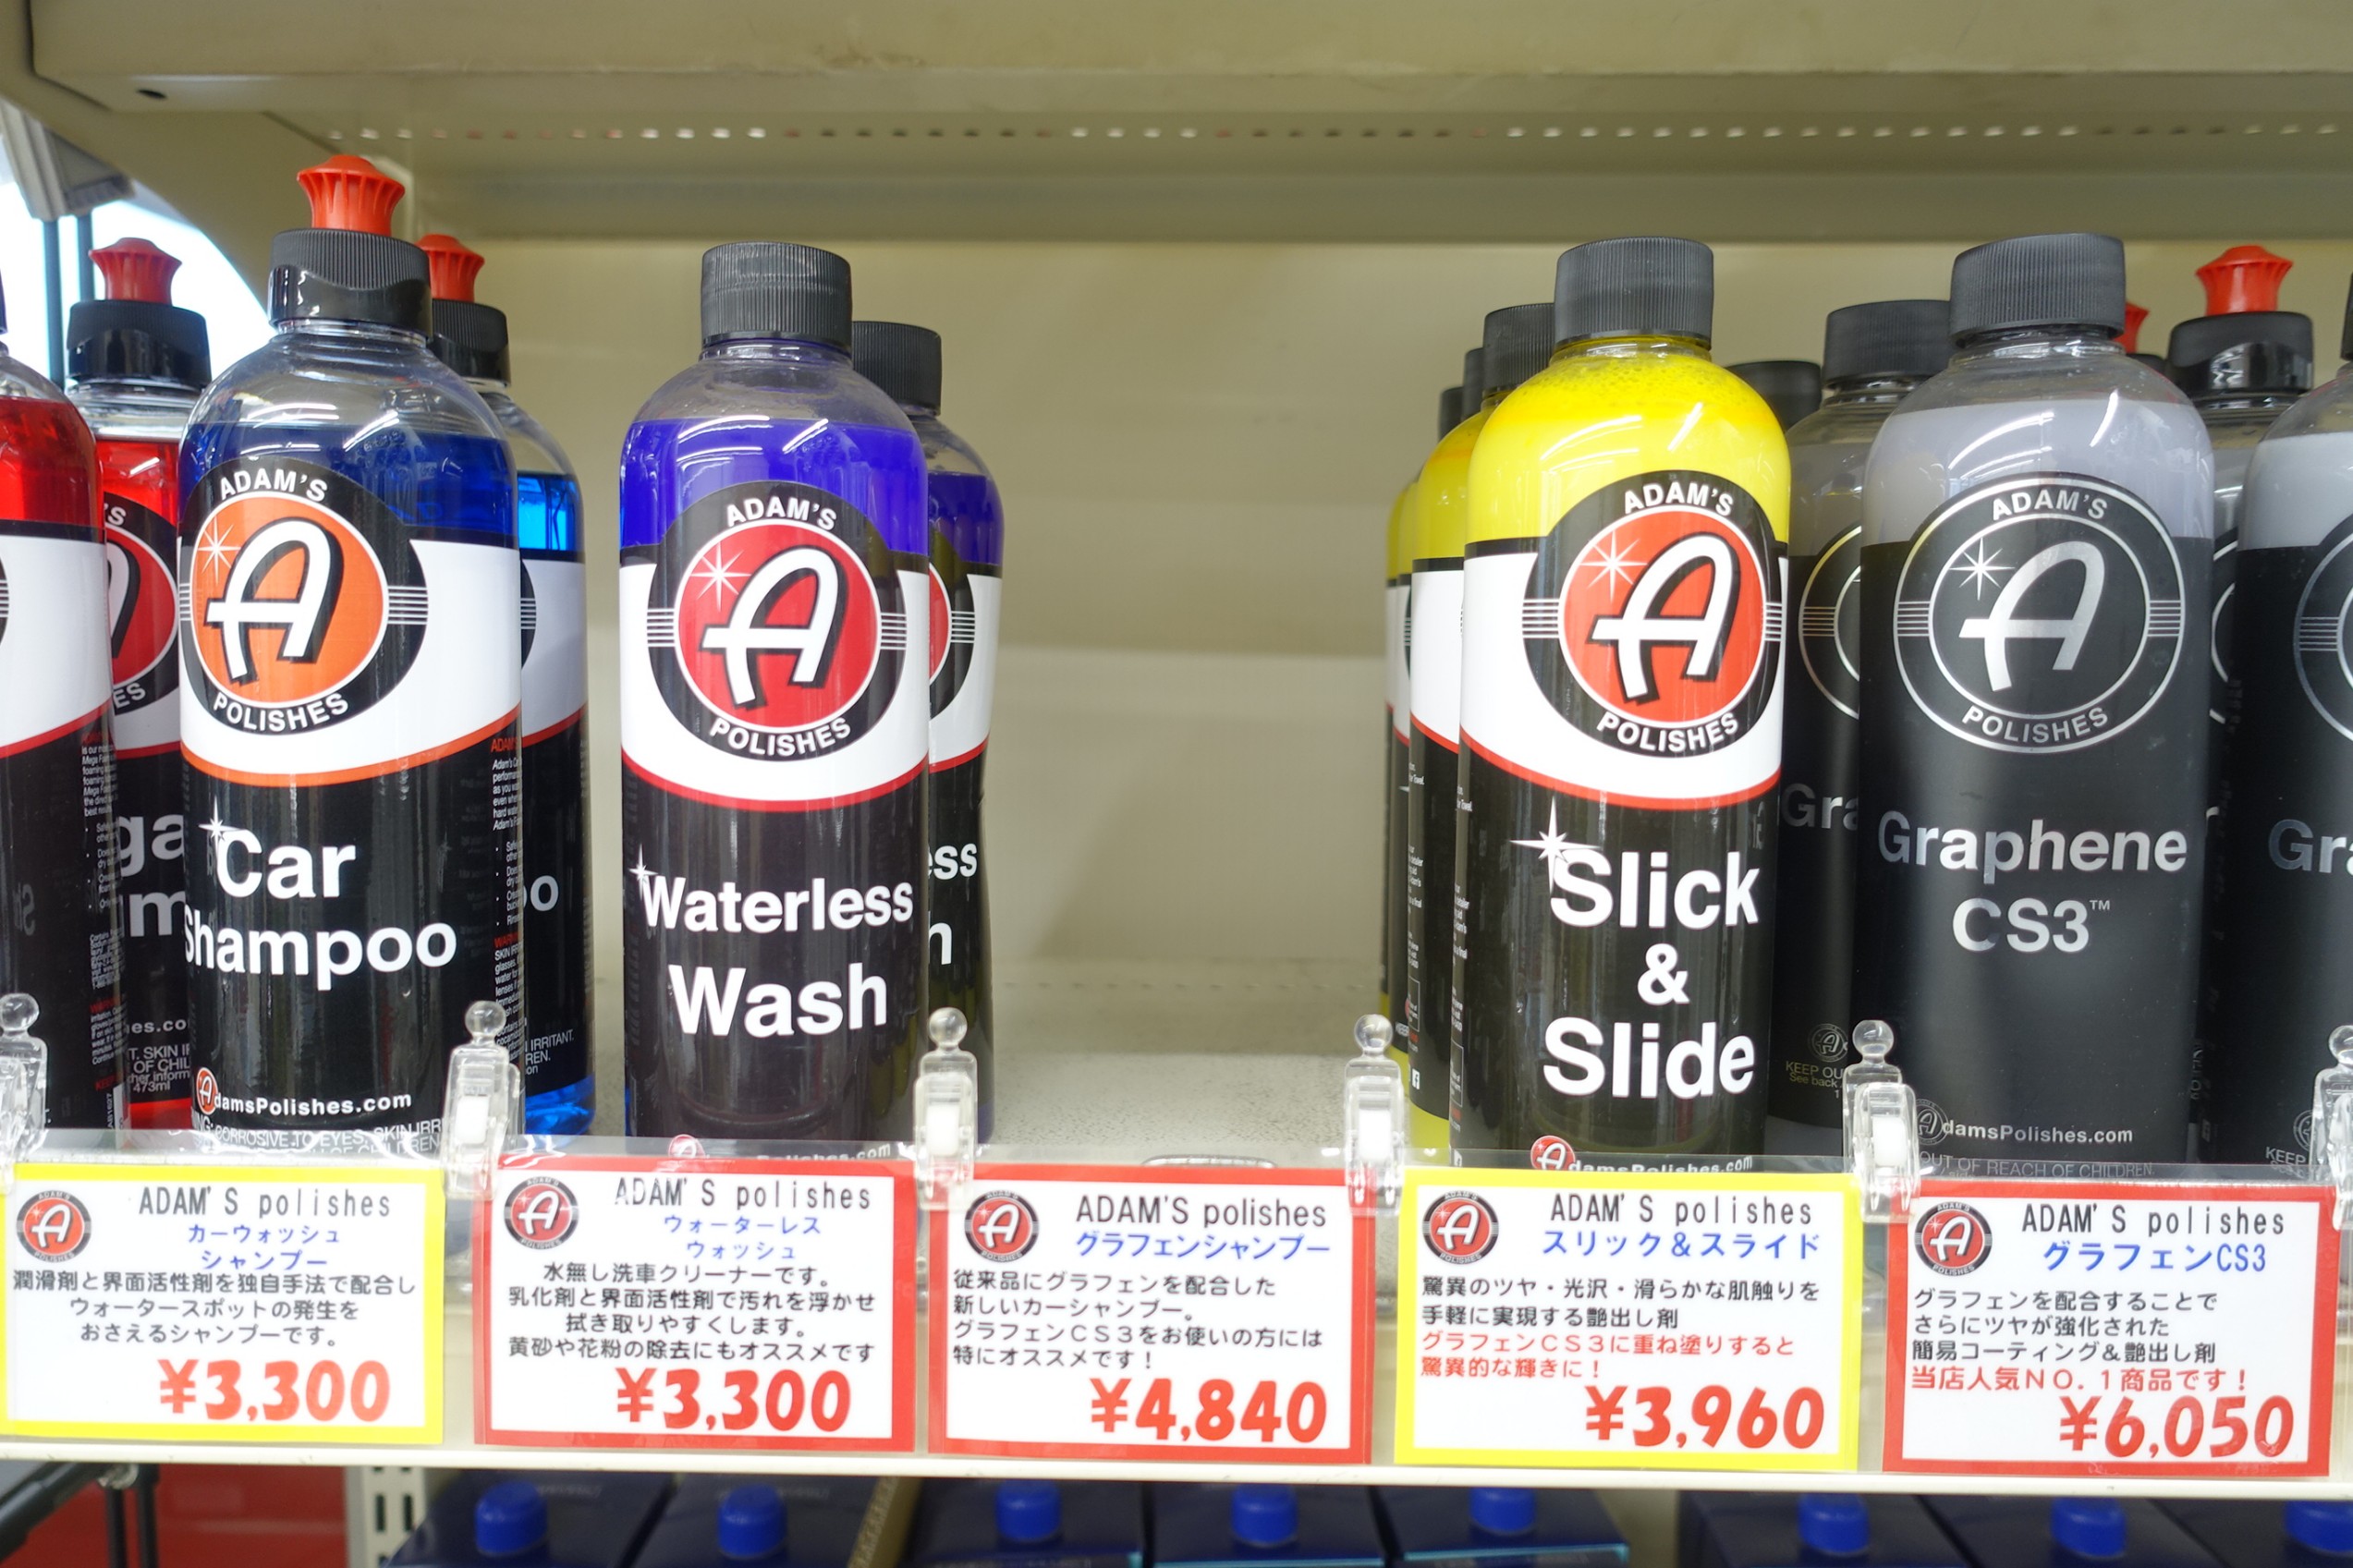 ADAM'S
POLISHES
Car
Shampoo
AdamsPolishes.com
ADAM'S
POLISHES
Waterless
Wash
ADAM'S
POLISHES
Slick
&
Slide
AdamsPolishes.com
ADAM'S
POLISHES
Graphene
CS3™
AdamsPolishes.com
OUT OF REACH OF CHILDREN.
ADAM'S polishes
カーウォッシュ
シャンプー
潤滑剤と界面活性剤を独自手法で配合し
ウォータースポットの発生を
おさえるシャンプーです。
¥3,300
ADAM'S polishes
ウォーターレス
ウォッシュ
水無し洗車クリーナーです。
乳化剤と界面活性剤で汚れを浮かせ
拭き取りやすくします。
黄砂や花粉の除去にもオススメです
¥3,300
ADAM'S polishes
グラフェンシャンプー
従来品にグラフェンを配合した
新しいカーシャンプー。
グラフェンCS3をお使いの方には
特にオススメです!
¥4,840
ADAM'S polishes
スリック&スライド
驚異のツヤ・光沢・滑らかな肌触りを
手軽に実現する艶出し剤
グラフェンCS3に重ね塗りすると
驚異的な輝きに!
¥3,960
ADAM'S polishes
グラフェンCS3
グラフェンを配合することで
さらにツヤが強化された
簡易コーティング&艶出し剤
当店人気NO.1商品です!
¥6,050